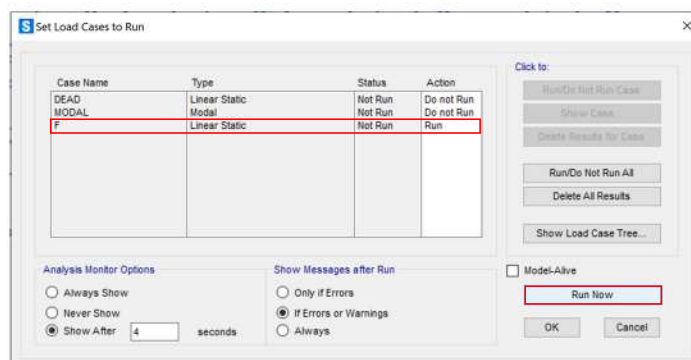 S Set Load Cases to Run
Click to:
Case Name Type Status Action
DEAD Linear Static Not Run Do not Run
MODAL Modal Not Run Do not Run
F Linear Static Not Run Run
Run/Do Not Run Case
Show Case...
Delete Results for Case
Run/Do Not Run All
Delete All Results
Show Load Case Tree...
Analysis Monitor Options
Always Show
Never Show
Show After 4 seconds
Show Messages after Run
Only if Errors
If Errors or Warnings
Always
Model-Alive
Run Now
OK Cancel